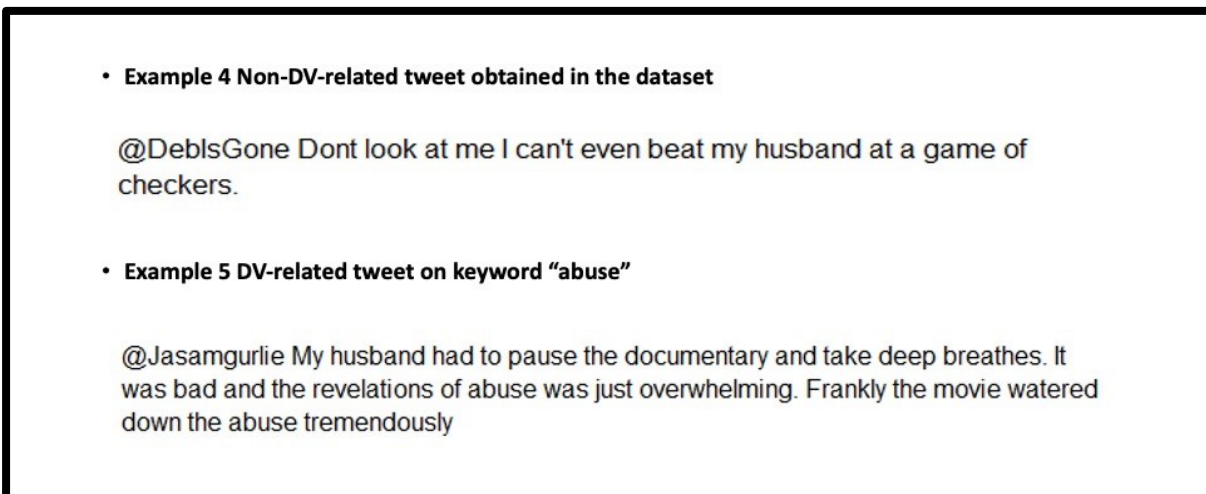 • Example 4 Non-DV-related tweet obtained in the dataset
@DebIsGone Dont look at me I can't even beat my husband at a game of
checkers.
• Example 5 DV-related tweet on keyword “abuse”
@Jasamgurlie My husband had to pause the documentary and take deep breathes. It
was bad and the revelations of abuse was just overwhelming. Frankly the movie watered
down the abuse tremendously